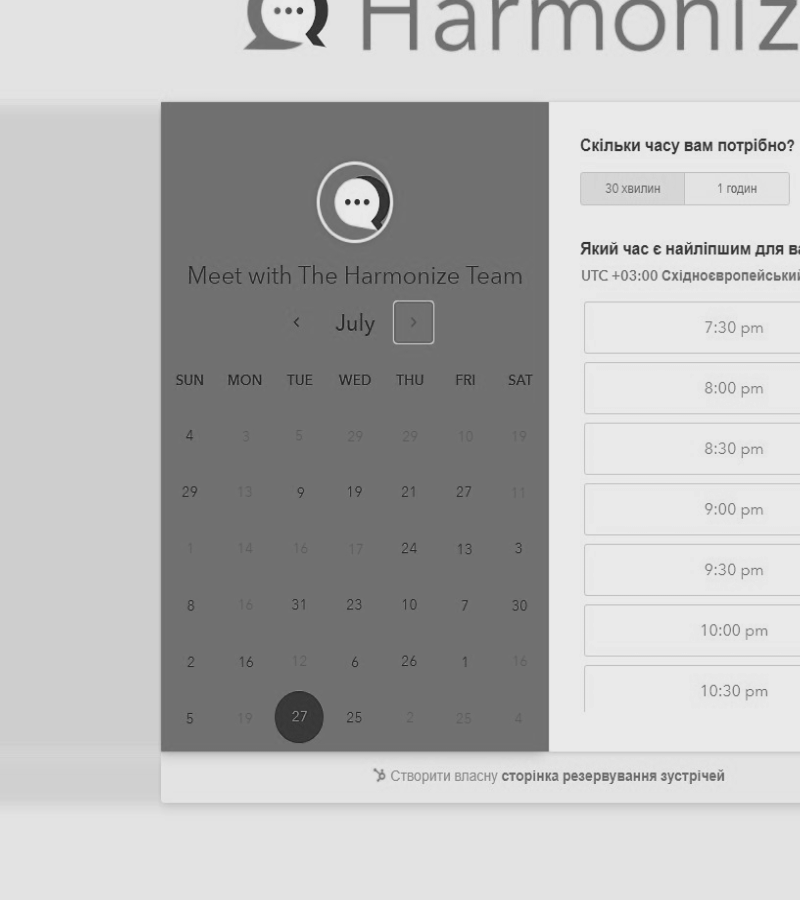 Harmoniz
Meet with The Harmonize Team
July
SUN MON TUE WED THU FRI SAT
4 3 5 29 29 10 19
29 13 9 19 21 27 11
1 14 16 17 24 13 3
8 16 31 23 10 7 30
2 16 12 6 26 1 16
5 19 27 25 2 25 4
Скільки часу вам потрібно?
30 хвилин 1 годин
Який час є найліпшим для ва
UTC +03:00 Східноєвропейський
7:30 pm
8:00 pm
8:30 pm
9:00 pm
9:30 pm
10:00 pm
10:30 pm
Створити власну сторінка резервування зустрічей